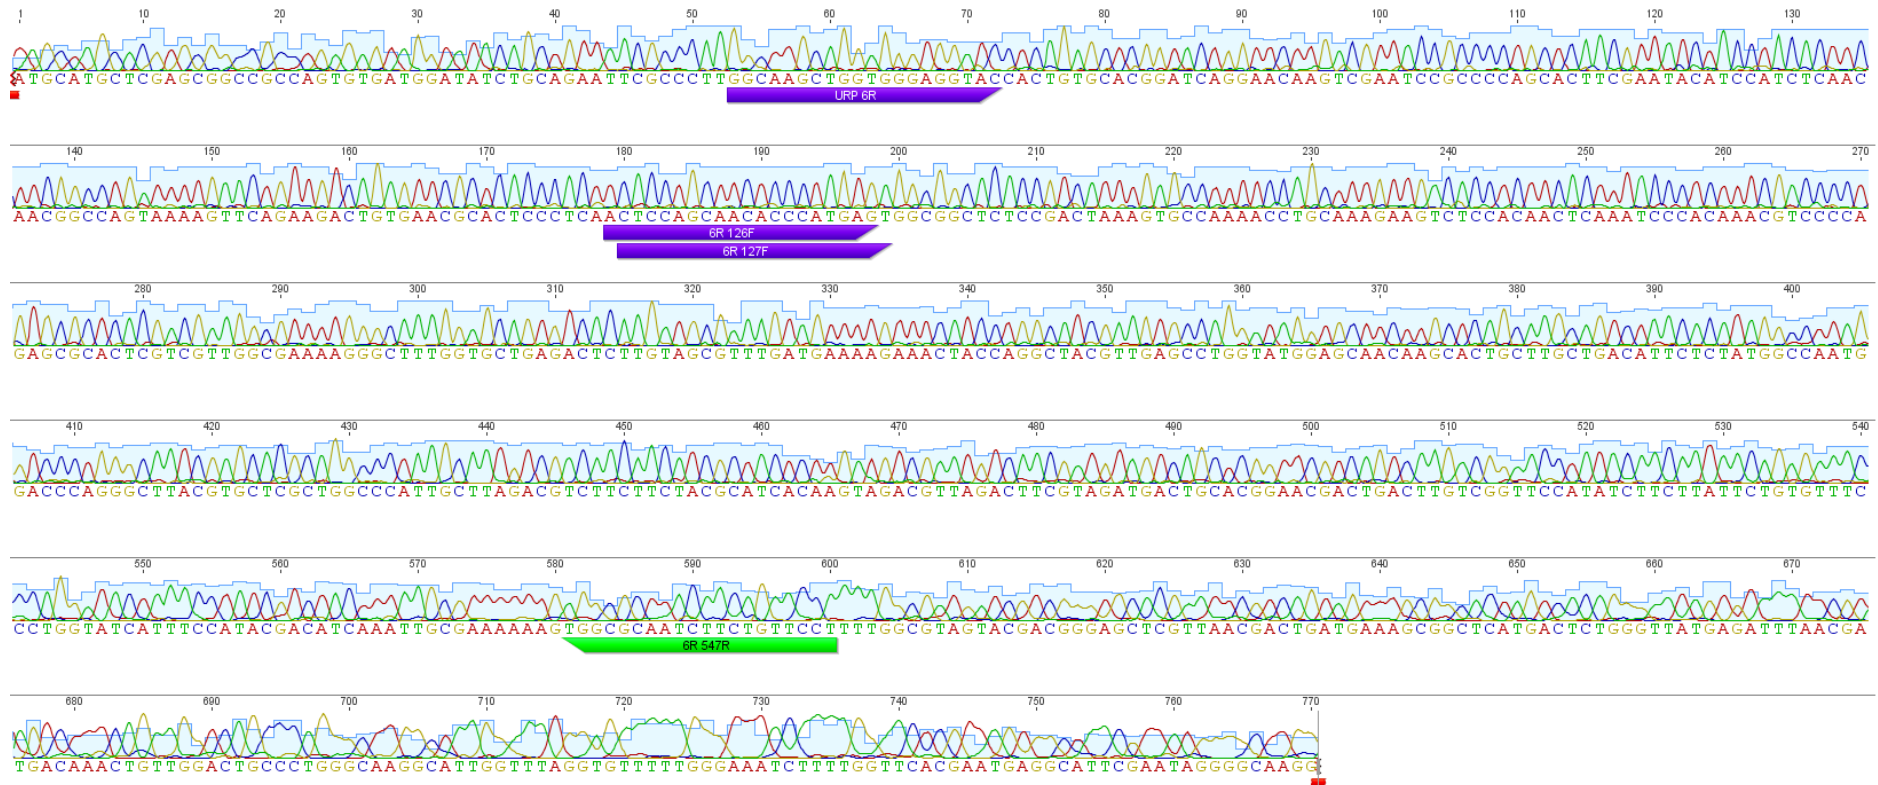 1 10 20 30 40 50 60 70 80 90 100 110 120 130
ATGCATGCTCGAGCGGCCGCCAGTGTGATGGATATCTGCAGAATTCGCCCTTGGCAAGCTGGTGGGAGGTACCACTGTGCACGGATCAGGAACAAGTCGAATCCGCCCCAGCACTTCGAATACATCCATCTCAAC
URP 6R
140 150 160 170 180 190 200 210 220 230 240 250 260 270
AACGGCCAGTAAAAGTTCAGAAGACTGTGAACGCACTCCCTCAACTCCAGCAACACCCATGAGTGGCGGCTCTCCGACTAAAGTGCCAAAACCTGCAAAGAAGTCTCCACAACTCAAATCCCACAAACGTCCCCA
6R 126F
6R 127F
280 290 300 310 320 330 340 350 360 370 380 390 400
GAGCGCACTCGTCGTTGGCGAAAAGGGCTTTGGTGCTGAGACTCTTGTAGCGTTTGATGAAAAGAAACTACCAGGCTACGTTGAGCCTGGTATGGAGCAACAAGCACTGCTTGCTGACATTCTCTATGGCCAATG
410 420 430 440 450 460 470 480 490 500 510 520 530 540
GACCCAGGGCTTACGTGCTCGCTGGCCCATTGCTTAGACGTCTTCTTCTACGCATCACAAGTAGACGTTAGACTTCGTAGATGACTGCACGGAACGACTGACTTGTCGGTTCCATATCTTCTTATTCTGTGTTTC
550 560 570 580 590 600 610 620 630 640 650 660 670
CCTGGTATCATTTCCATACGACATCAAATTGCGAAAAAAGTGGCGCAATCTTCTGTTCCTTTTGGCGTAGTACGACGGGAGCTCGTTAACGACTGATGAAAGCGGCTCATGACTCTGGGTTATGAGATTTAACGA
6R 547R
680 690 700 710 720 730 740 750 760 770
TGACAAACTGTTGGACTGCCCTGGGCAAGGCATTGGTTTAGGTGTTTTTGGGAAATCTTTTGGTTCACGAATGAGGCATTCGAATAGGGGCAAGG